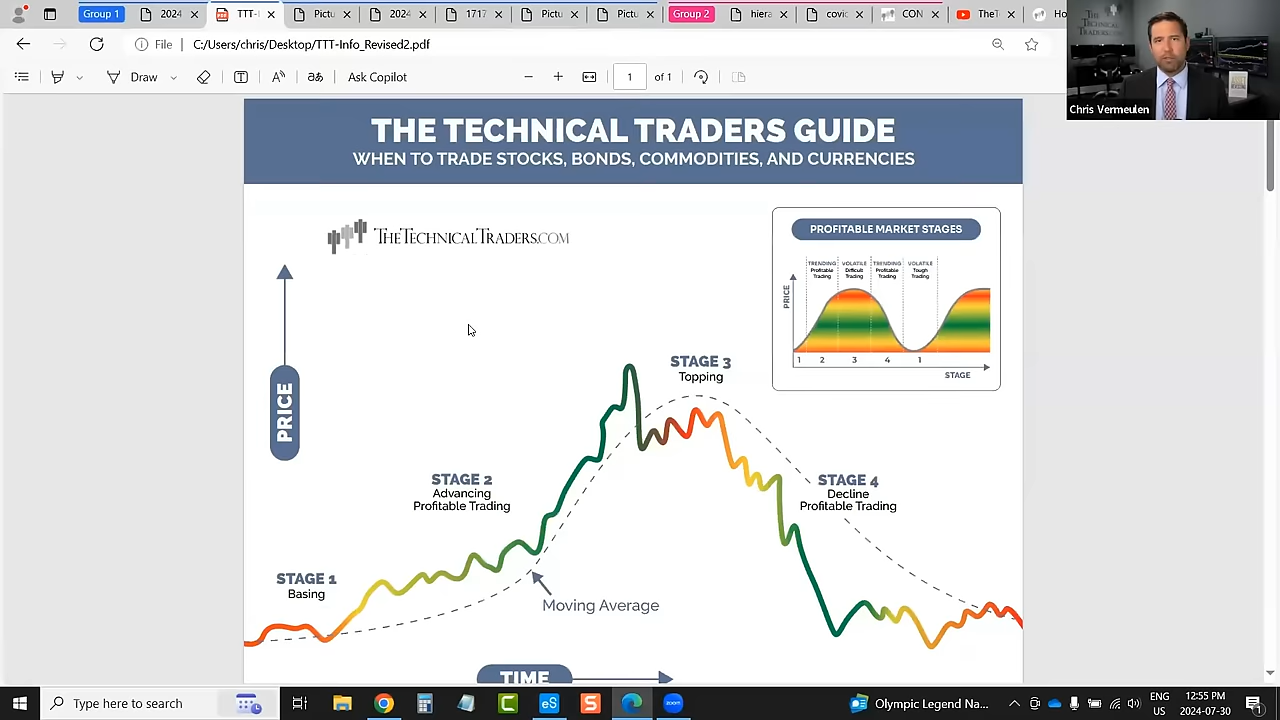 Group 1
2024
TTT-I
Pictu
2024
1717
Pictu
Pictu
Group 2
hiera
cove
CON
TheT
Ho
File
C:/Users/chris/Desktop/TTT-Info_Revised2.pdf
Draw
Ask Copilot
1
of 1
Chris Vermeulen
THE TECHNICAL TRADERS GUIDE
WHEN TO TRADE STOCKS, BONDS, COMMODITIES, AND CURRENCIES
THETECHNICALTRADERS.COM
PROFITABLE MARKET STAGES
TRENDING
Profitable
Trading
VOLATILE
Difficult
Trading
TRENDING
Profitable
Trading
VOLATILE
Tough
Trading
PRICE
1 2 3 4 1
STAGE
PRICE
STAGE 3
Topping
STAGE 2
Advancing
Profitable Trading
STAGE 4
Decline
Profitable Trading
STAGE 1
Basing
Moving Average
TIME
Type here to search
Olympic Legend Na...
ENG
US
12:55 PM
2024-07-30